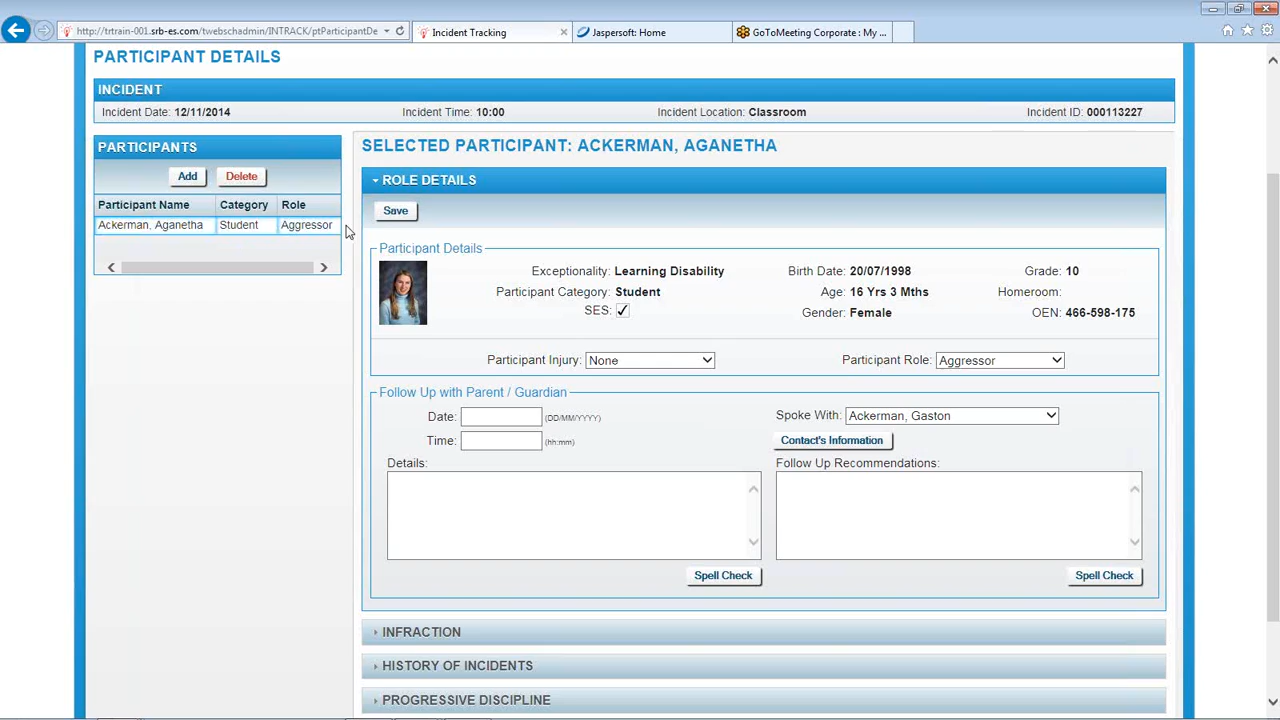 http://trtrain-001.srb-es.com/twebschadmin/INTRACK/ptParticipantDe
Incident Tracking
Jaspersoft: Home
GoToMeeting Corporate : My ...
PARTICIPANT DETAILS
INCIDENT
Incident Date: 12/11/2014 Incident Time: 10:00 Incident Location: Classroom Incident ID: 000113227
PARTICIPANTS
Add Delete
Participant Name Category Role
Ackerman, Aganetha Student Aggressor
SELECTED PARTICIPANT: ACKERMAN, AGANETHA
ROLE DETAILS
Save
Participant Details
Exceptionality: Learning Disability Birth Date: 20/07/1998 Grade: 10
Participant Category: Student Age: 16 Yrs 3 Mths Homeroom:
SES: Gender: Female OEN: 466-598-175
Participant Injury: None Participant Role: Aggressor
Follow Up with Parent / Guardian
Date: (DD/MM/YYYY) Spoke With: Ackerman, Gaston
Time: (hh:mm) Contact's Information
Details: Follow Up Recommendations:
Spell Check Spell Check
INFRACTION
HISTORY OF INCIDENTS
PROGRESSIVE DISCIPLINE